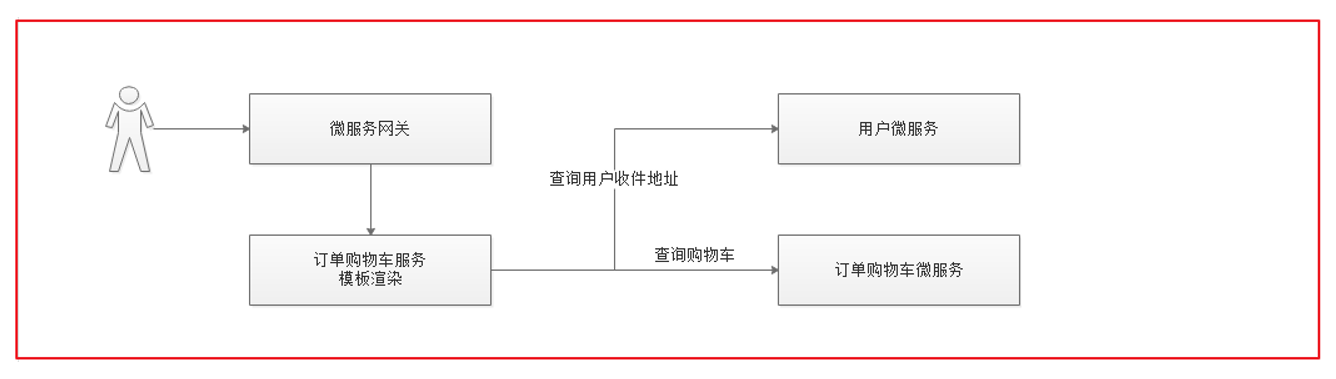 微服务网关
用户微服务
查询用户收件地址
订单购物车服务
模板渲染
查询购物车
订单购物车微服务